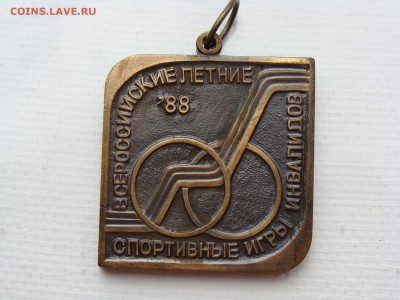 COINS.LAVE.RU
ВСЕРОССИЙСКИЕ ЛЕТНИЕ
'88
СПОРТИВНЫЕ ИГРЫ
ИНВАЛИДОВ